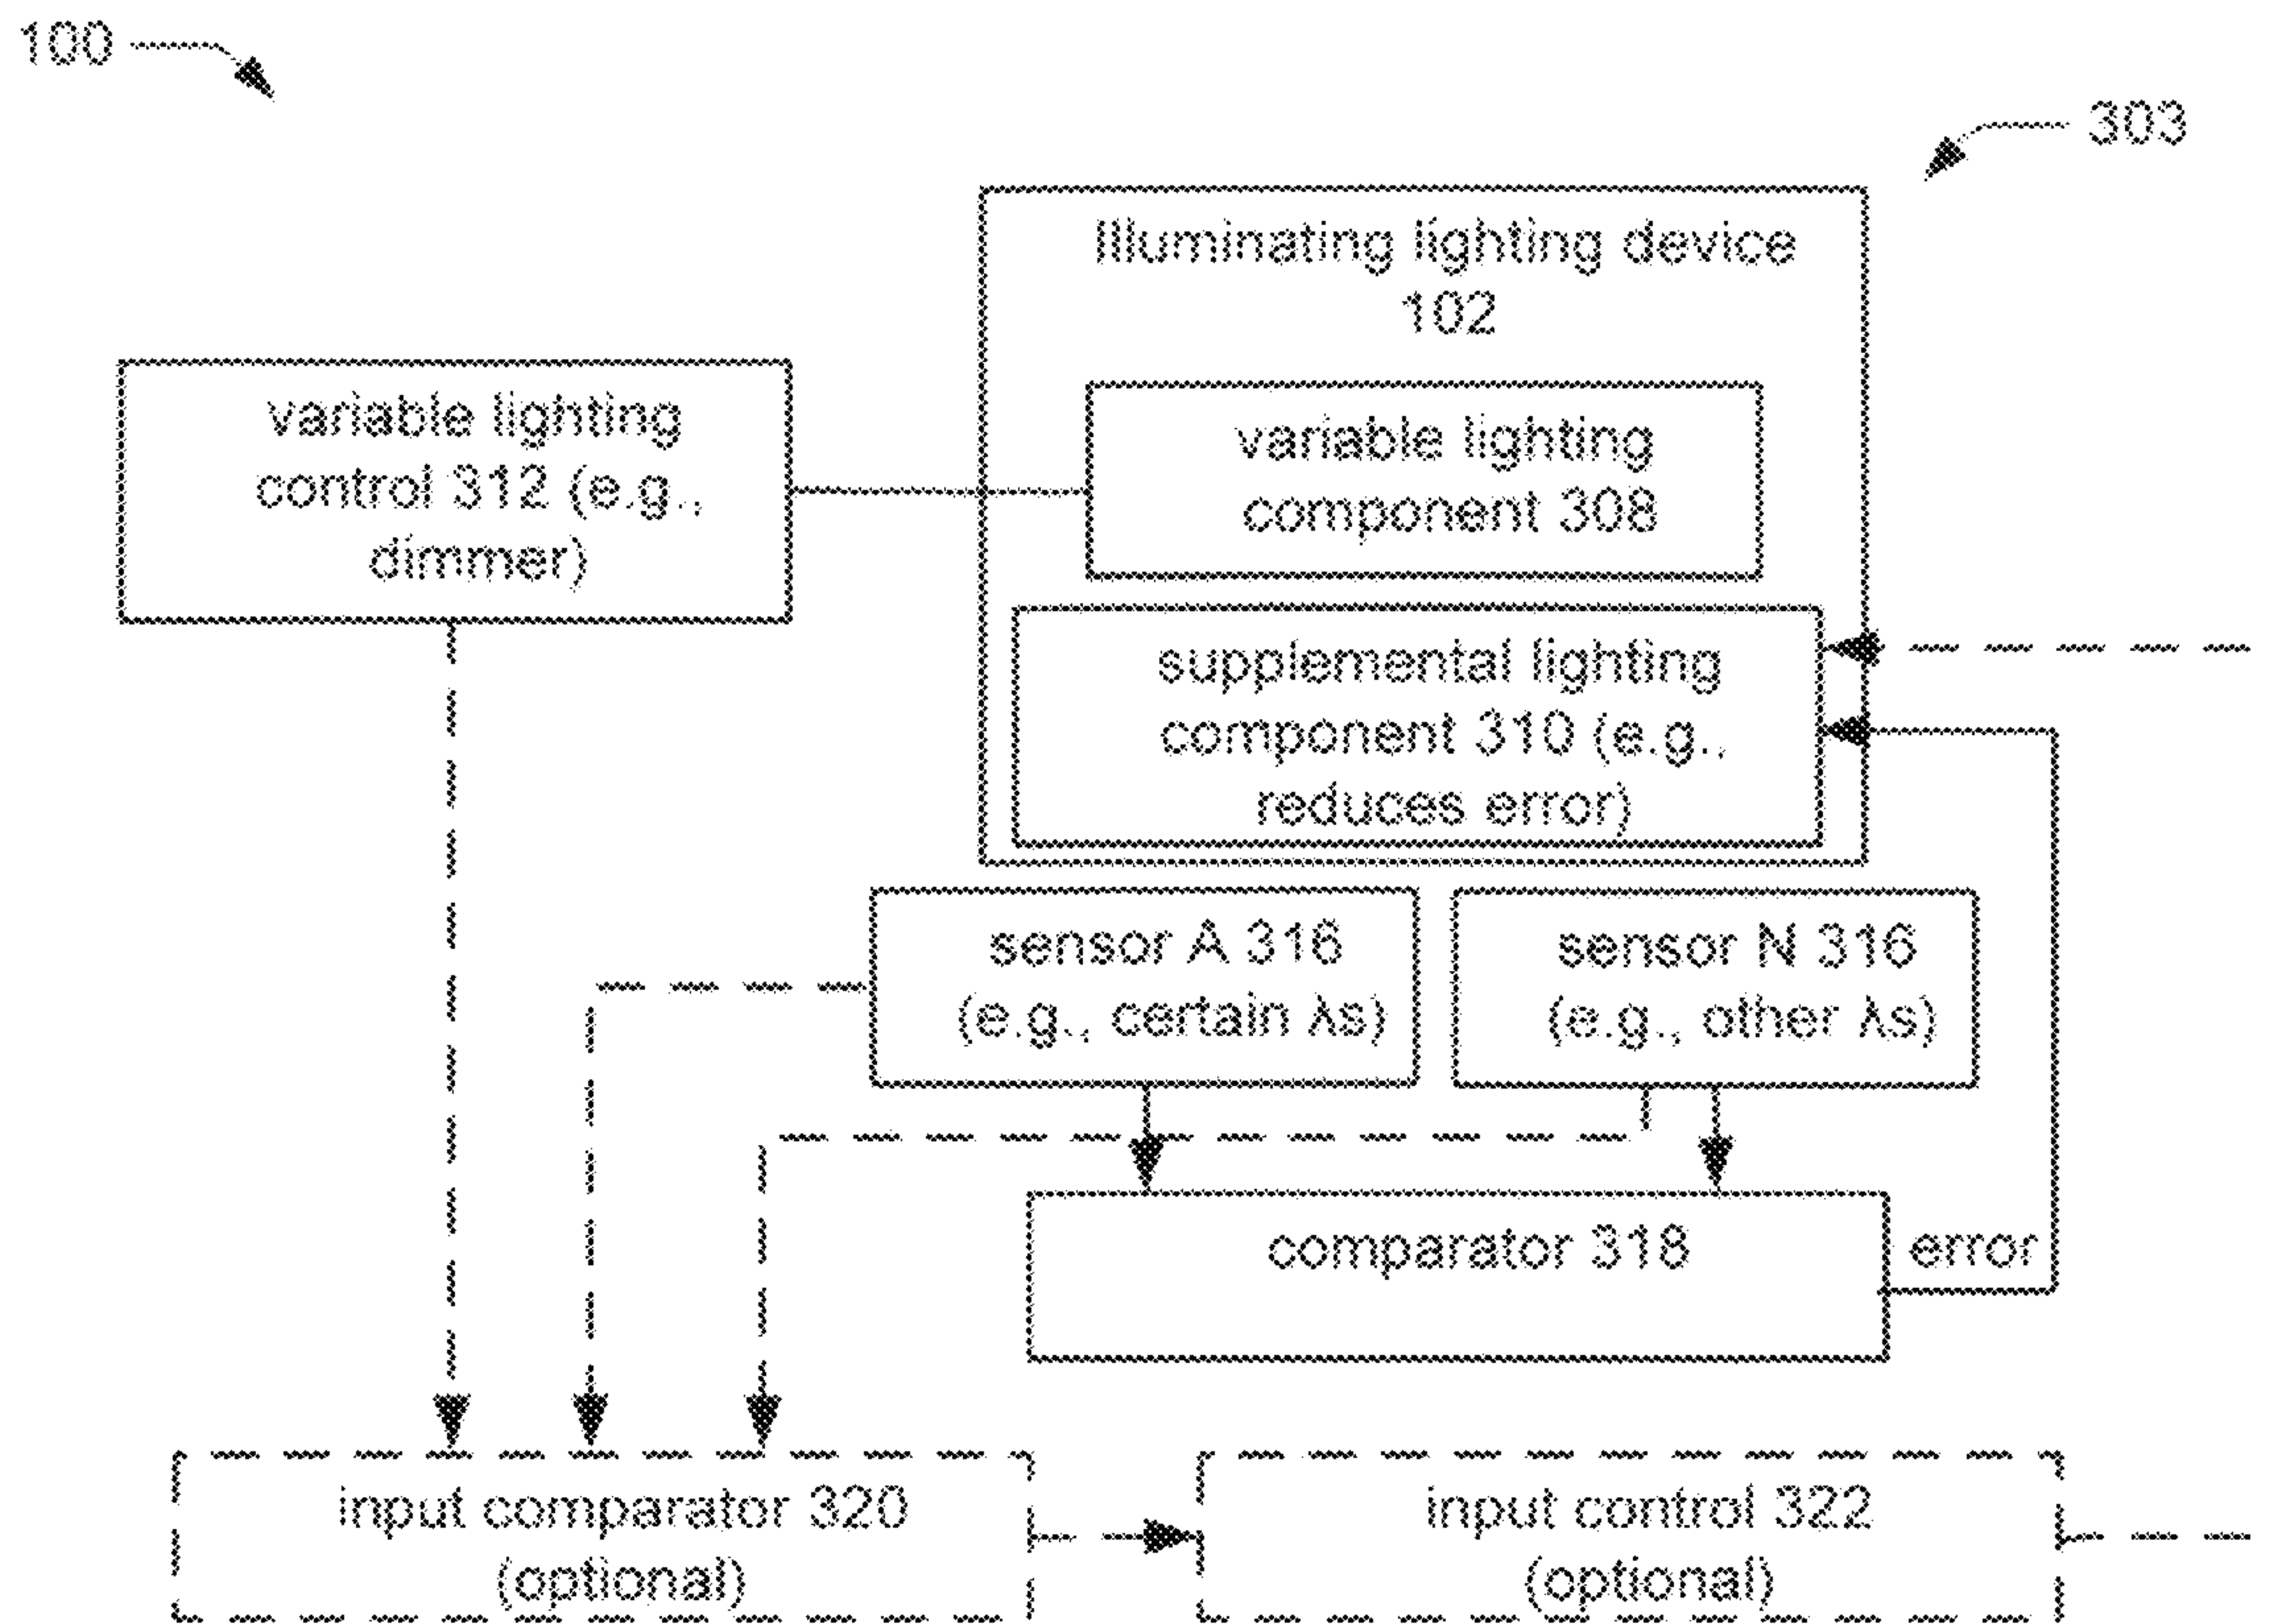 100
303
Illuminating lighting device
102
variable lighting
control 312 (e.g.,
dimmer)
variable lighting
component 308
supplemental lighting
component 310 (e.g.,
reduces error)
sensor A 316
(e.g., certain λs)
sensor N 316
(e.g., other λs)
comparator 318
error
input comparator 320
(optional)
input control 322
(optional)